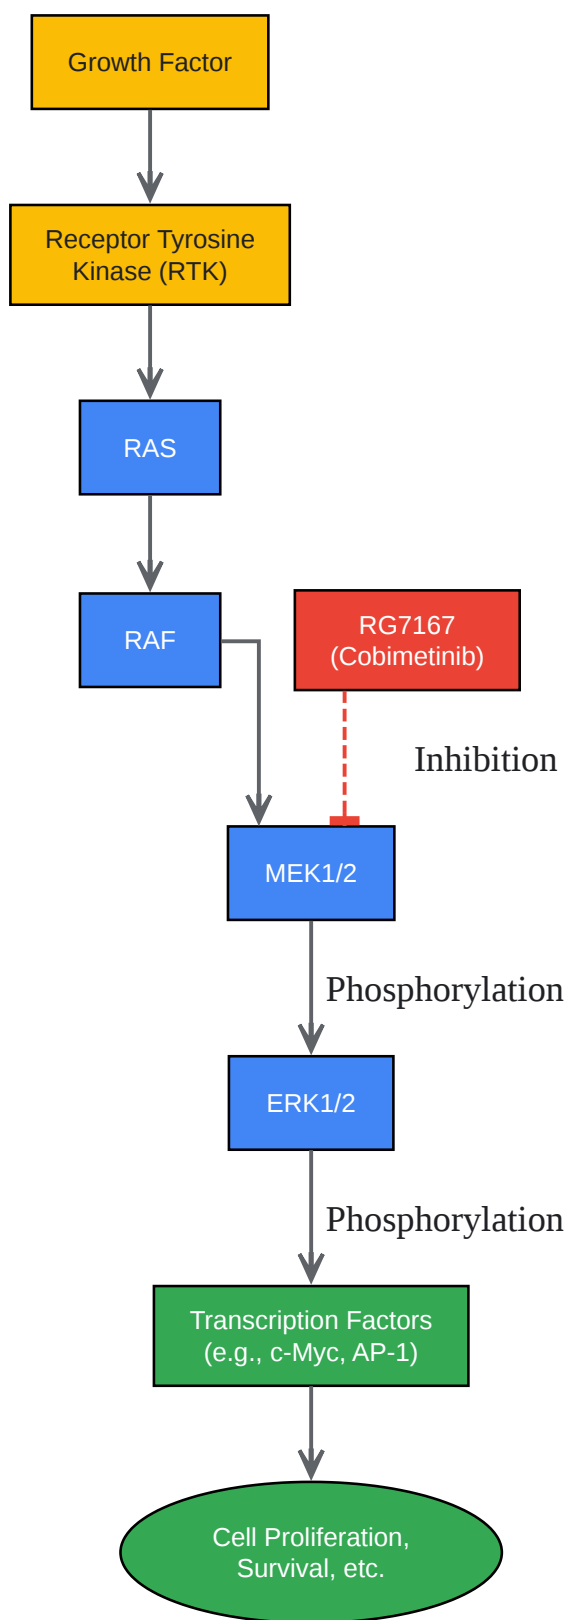 Growth Factor
Receptor Tyrosine
Kinase (RTK)
RAS
RAF
RG7167
(Cobimetinib)
Inhibition
MEK1/2
Phosphorylation
ERK1/2
Phosphorylation
Transcription Factors
(e.g., c-Myc, AP-1)
Cell Proliferation,
Survival, etc.